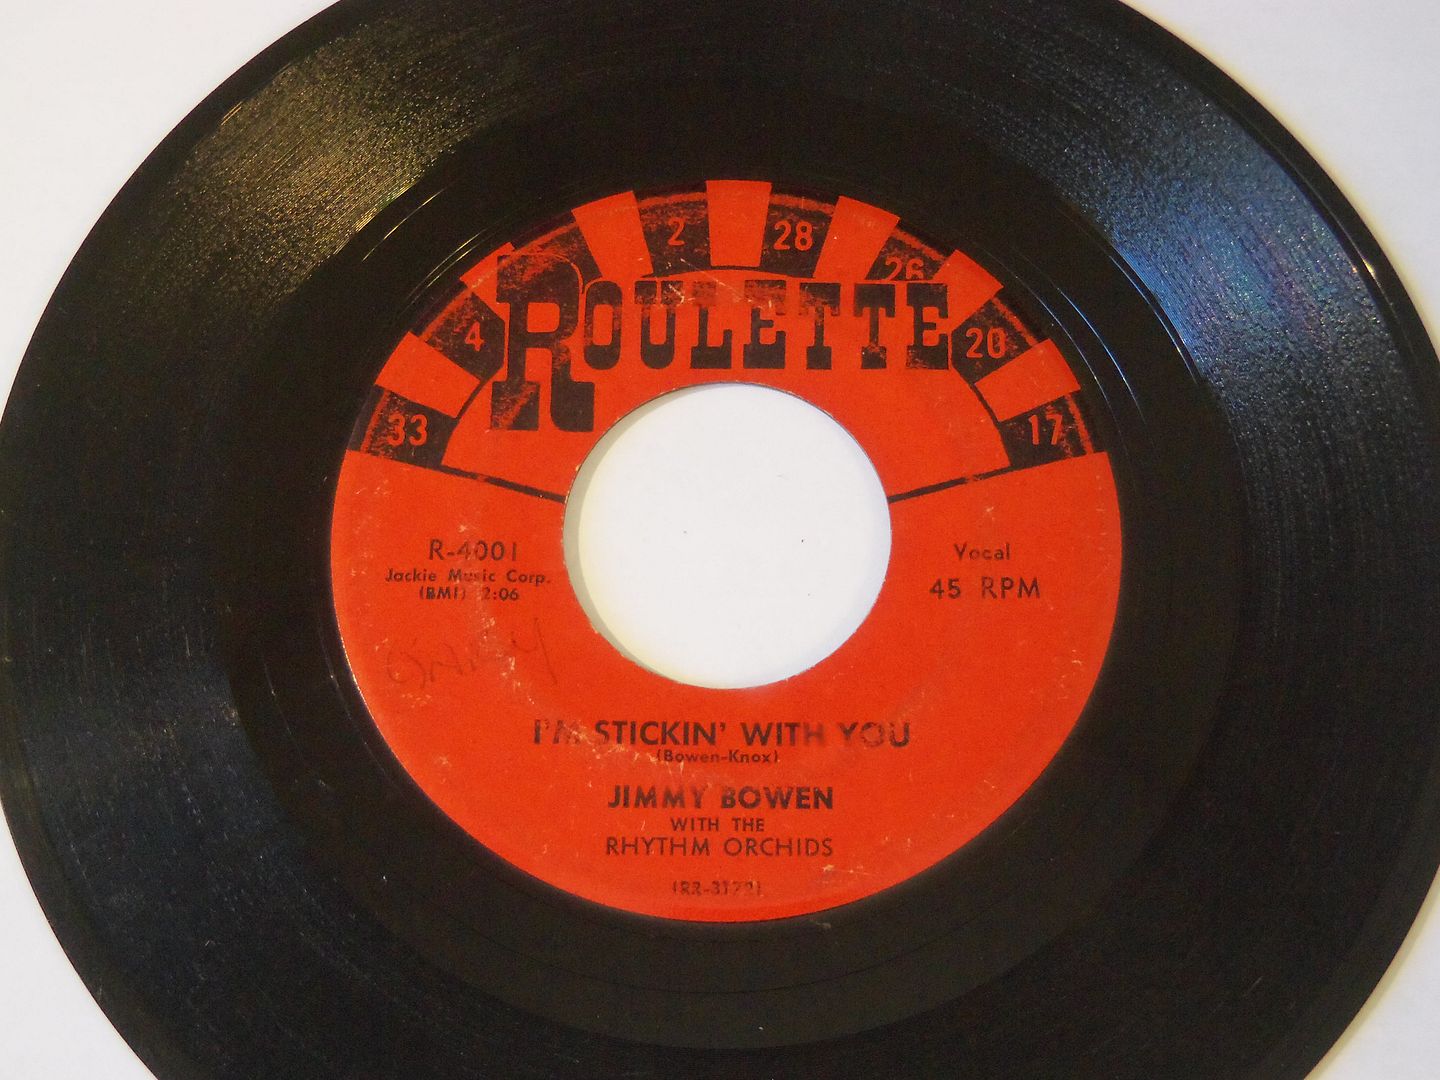 2 28
26
4 20
33 17
ROULETTE
R-4001
Jackie Music Corp.
(BMI) 2:06
Vocal
45 RPM
I'M STICKIN' WITH YOU
(Bowen-Knox)
JIMMY BOWEN
WITH THE
RHYTHM ORCHIDS